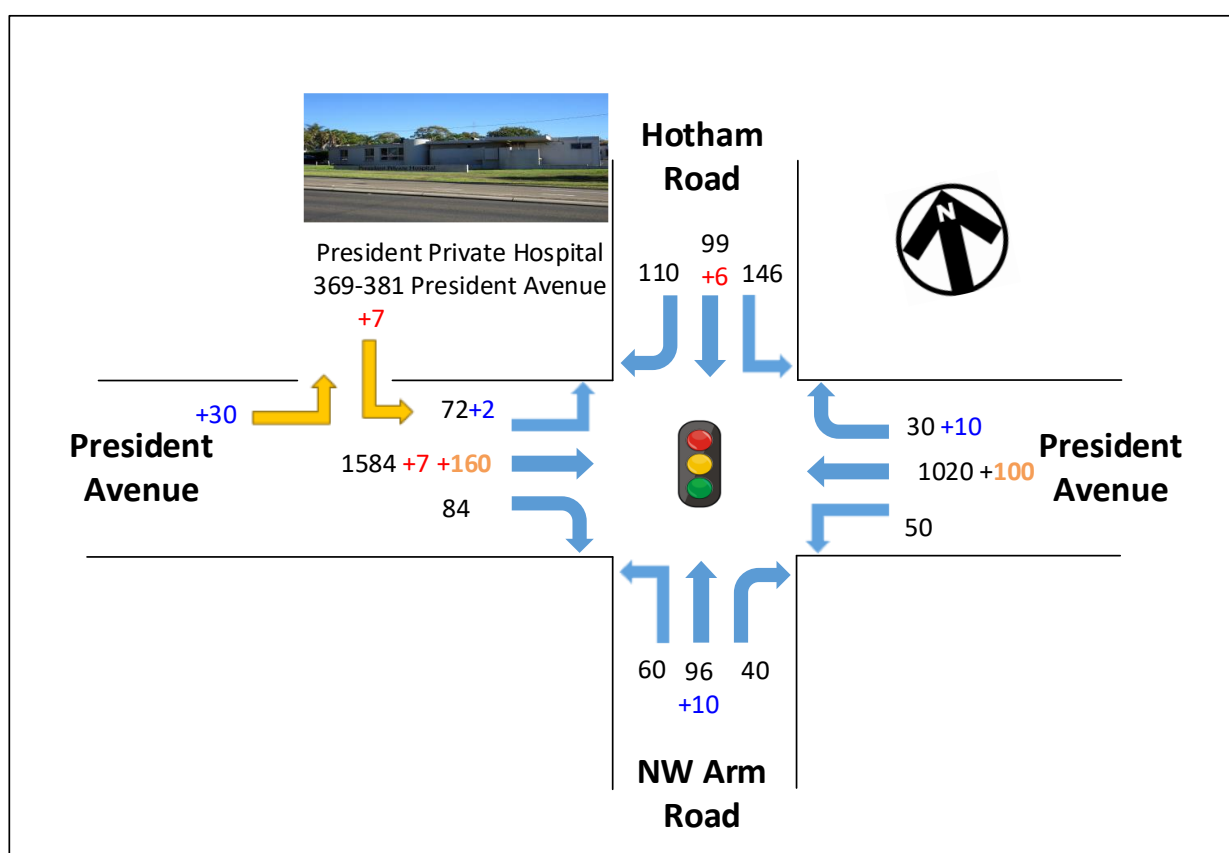 Hotham
Road
N
President Private Hospital
369-381 President Avenue
+7
99
110 +6 146
+30
72+2
President
Avenue
1584 +7 +160
84
30 +10
1020 +100
President
Avenue
50
60 96 40
+10
NW Arm
Road